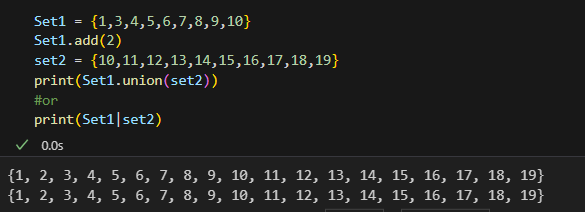 Set1 = {1,3,4,5,6,7,8,9,10}
Set1.add(2)
set2 = {10,11,12,13,14,15,16,17,18,19}
print(Set1.union(set2))
#or
print(Set1|set2)
✓ 0.0s
{1, 2, 3, 4, 5, 6, 7, 8, 9, 10, 11, 12, 13, 14, 15, 16, 17, 18, 19}
{1, 2, 3, 4, 5, 6, 7, 8, 9, 10, 11, 12, 13, 14, 15, 16, 17, 18, 19}